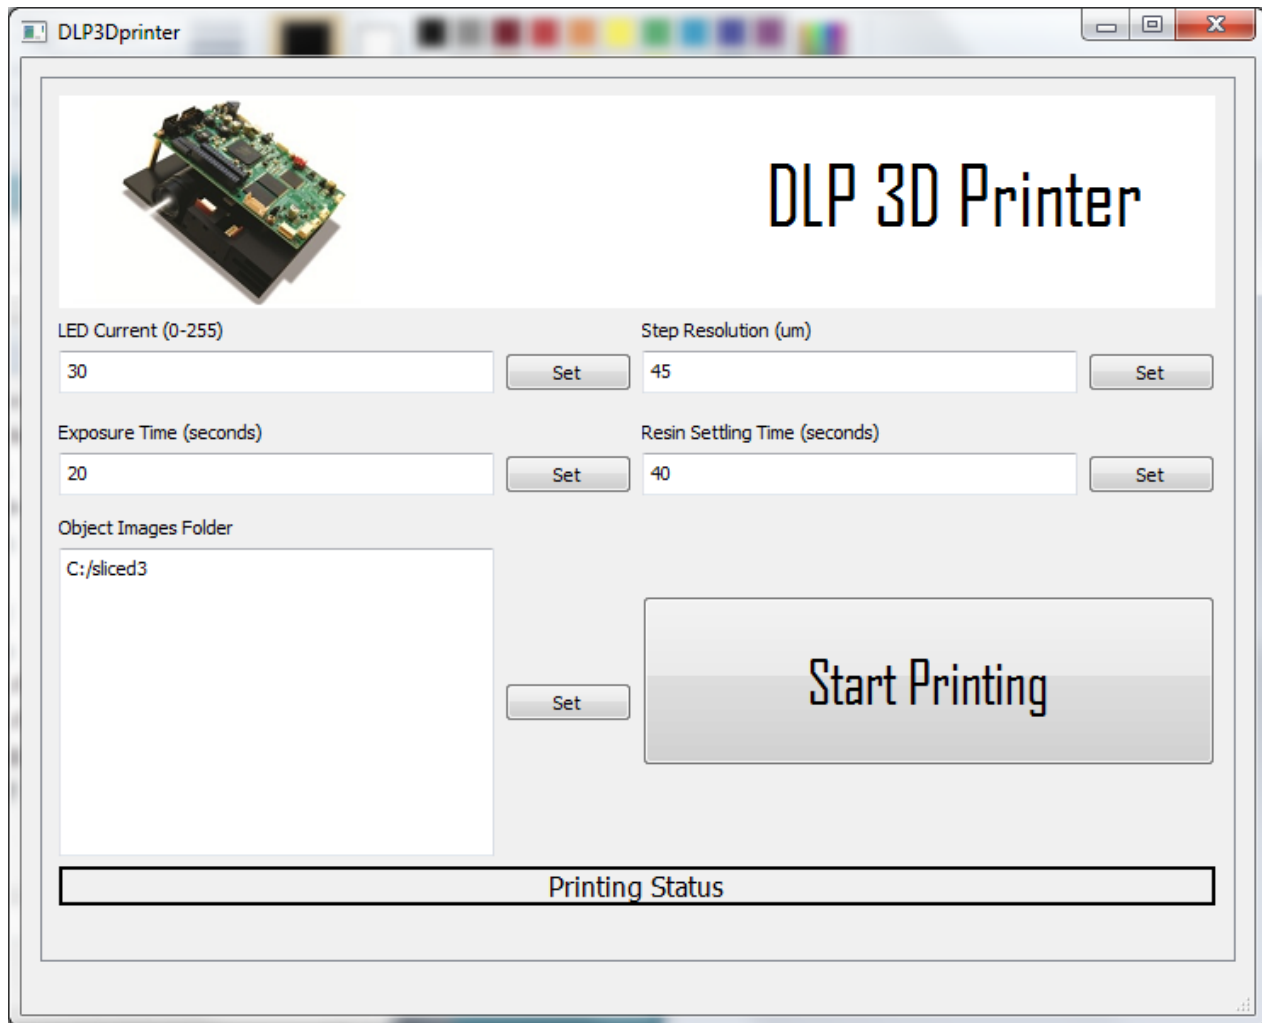 DLP3Dprinter
DLP 3D Printer
LED Current (0-255)
Step Resolution (um)
30
Set
45
Set
Exposure Time (seconds)
Resin Settling Time (seconds)
20
Set
40
Set
Object Images Folder
C:/sliced3
Set
Start Printing
Printing Status